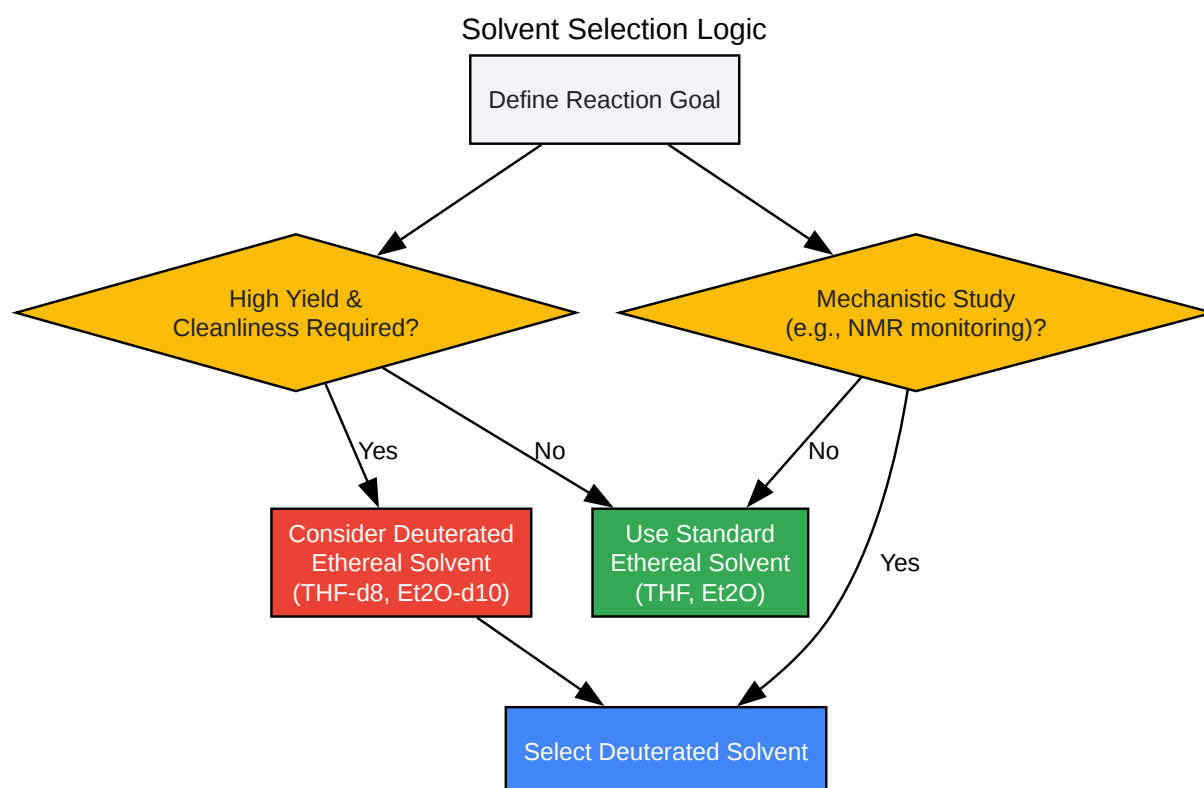 Solvent Selection Logic
Define Reaction Goal
High Yield &
Cleanliness Required?
Mechanistic Study
(e.g., NMR monitoring)?
Yes
No
No
Yes
Consider Deuterated
Ethereal Solvent
(THF-d8, Et2O-d10)
Use Standard
Ethereal Solvent
(THF, Et2O)
Select Deuterated Solvent